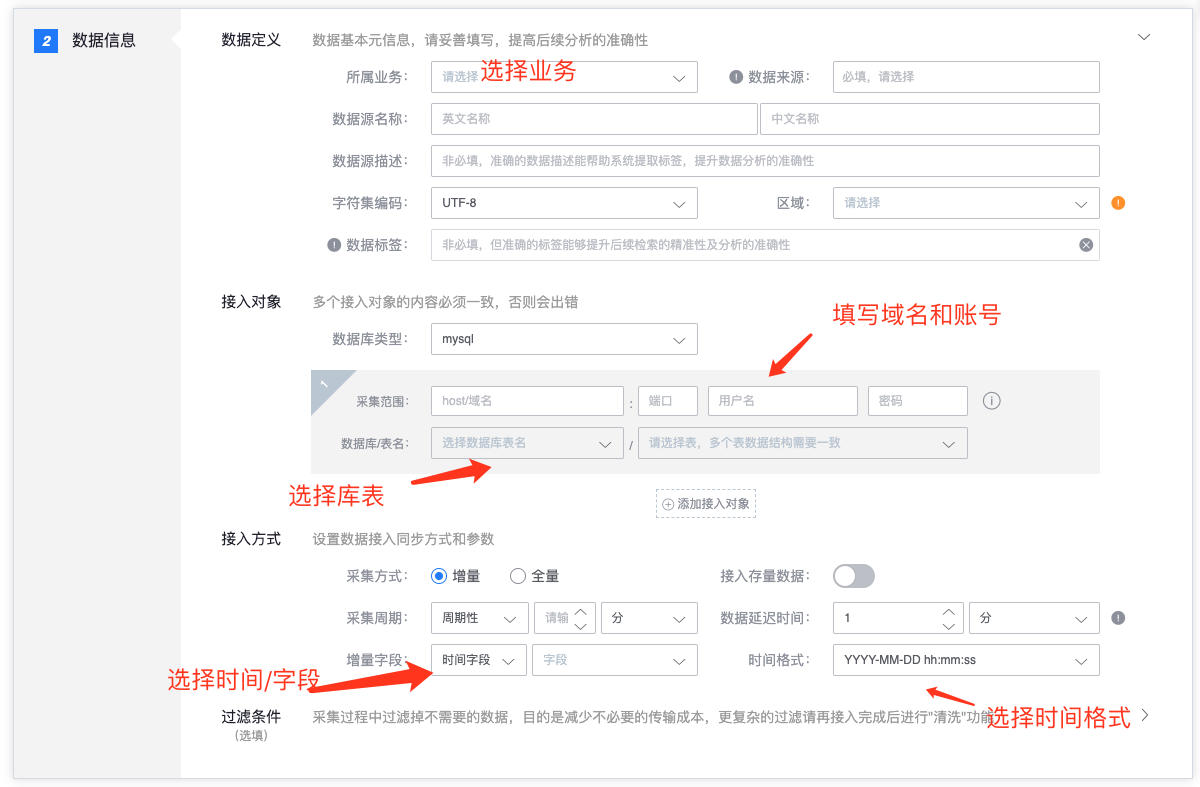 2 数据信息
数据定义 数据基本元信息，请妥善填写，提高后续分析的准确性
所属业务： 请选择 选择业务 数据来源： 必填，请选择
数据源名称： 英文名称 中文名称
数据源描述： 非必填，准确的数据描述能帮助系统提取标签，提升数据分析的准确性
字符集编码： UTF-8 区域： 请选择
数据标签： 非必填，但准确的标签能够提升后续检索的精准性及分析的准确性
接入对象 多个接入对象的内容必须一致，否则会出错
填写域名和账号
数据库类型： mysql
1
采集范围： host/域名 : 端口 用户名 密码
数据库/表名： 选择数据库表名 / 请选择表，多个表数据结构需要一致
选择库表
添加接入对象
接入方式 设置数据接入同步方式和参数
采集方式： 增量 全量 接入存量数据：
采集周期： 周期性 请输 分 数据延迟时间： 1 分
增量字段： 时间字段 字段 时间格式： YYYY-MM-DD hh:mm:ss
选择时间/字段
过滤条件 采集过程中过滤掉不需要的数据，目的是减少不必要的传输成本，更复杂的过滤请再接入完成后进行"清洗"功能
选择时间格式
(选填)